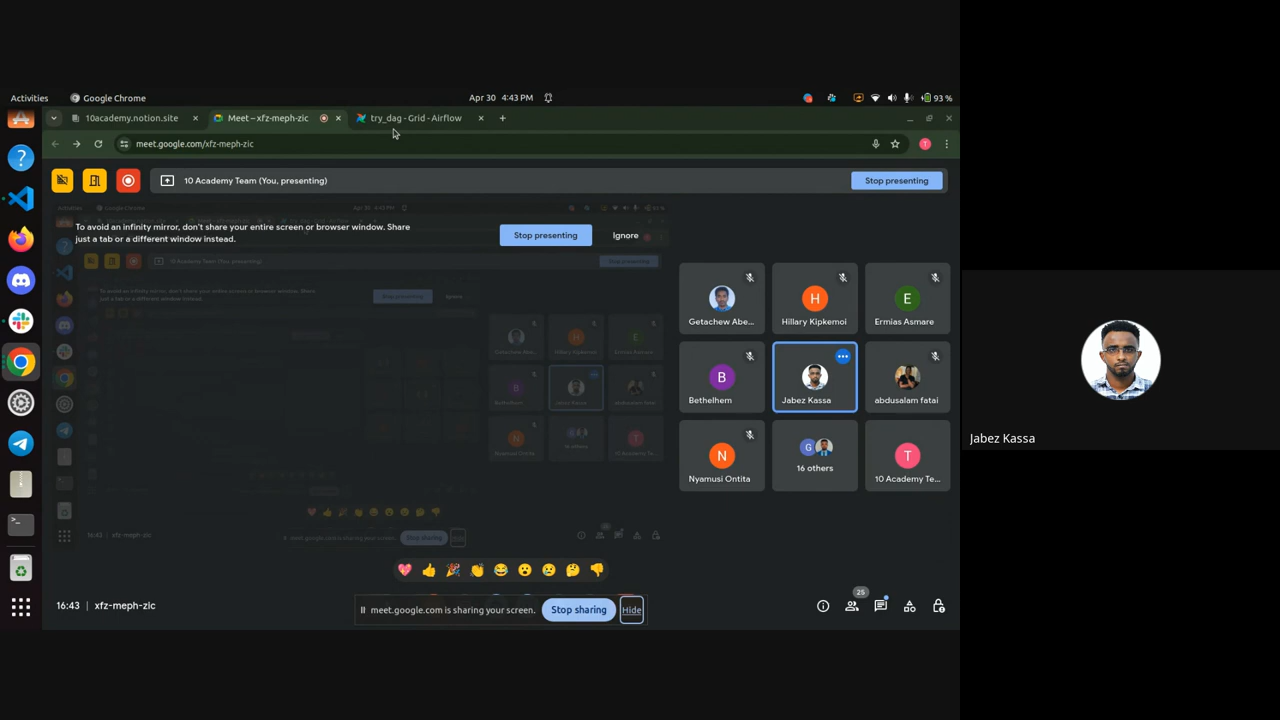 Activities
Google Chrome
Apr 30 4:43 PM
93 %
10academy.notion.site
Meet – xfz-meph-zic
try_dag - Grid - Airflow
meet.google.com/xfz-meph-zic
10 Academy Team (You, presenting)
Stop presenting
To avoid an infinity mirror, don't share your entire screen or browser window. Share
just a tab or a different window instead.
Stop presenting
Ignore
Getachew Abe...
H
Hillary Kipkemoi
E
Ermias Asmare
B
Bethelhem
Jabez Kassa
abdusalam fatai
N
Nyamusi Ontita
G
16 others
T
10 Academy Te...
Jabez Kassa
16:43 | xfz-meph-zic
meet.google.com is sharing your screen.
Stop sharing
Hide
25